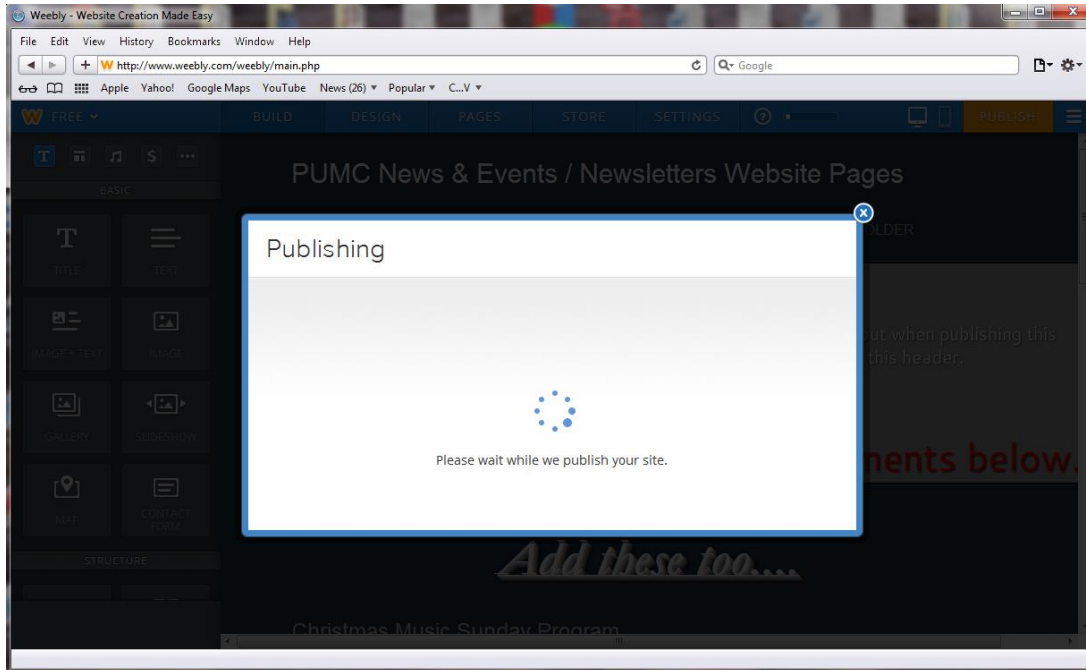 Weebly - Website Creation Made Easy
File Edit View History Bookmarks Window Help
http://www.weebly.com/weebly/main.php
Google
Apple Yahoo! Google Maps YouTube News (26) Popular C...V
FREE BUILD DESIGN PAGES STORE SETTINGS ? PUBLISH
T $ ...
BASIC
PUMC News & Events / Newsletters Website Pages
OLDER
Publishing
TITLE TEXT
IMAGE + TEXT IMAGE
out when publishing this
this header.
GALLERY SLIDESHOW
Please wait while we publish your site.
ments below.
MAP CONTACT
FORM
STRUCTURE
Add these too....
Christmas Music Sunday Program